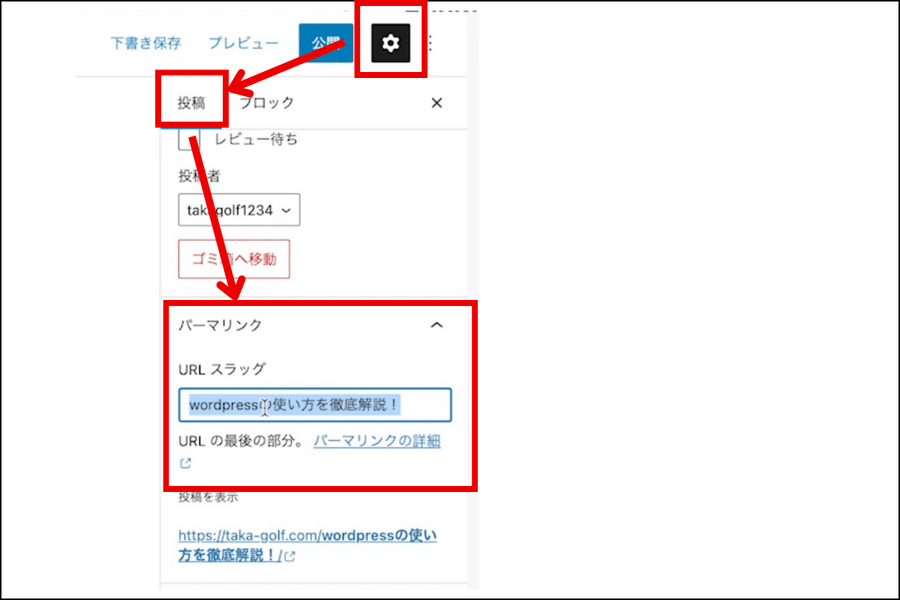 下書き保存 プレビュー 公開
投稿 ブロック
レビュー待ち
投稿者
takagolf1234
ゴミ箱へ移動
パーマリンク
URL スラッグ
wordpressの使い方を徹底解説！
URL の最後の部分。 パーマリンクの詳細
投稿を表示
https://taka-golf.com/wordpressの使い
方を徹底解説！/